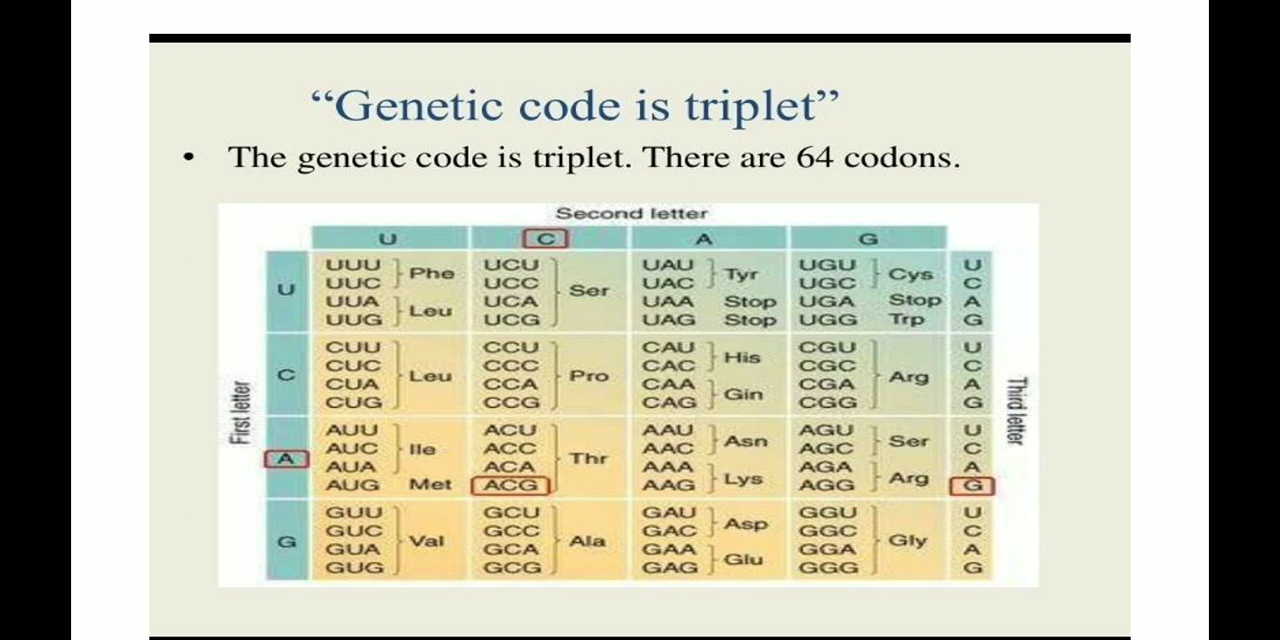 “Genetic code is triplet”
• The genetic code is triplet. There are 64 codons.
Second letter
U C A G
First letter
Third letter
U
UUU UUC Phe
UUA UUG Leu
UCU UCC UCA UCG Ser
UAU UAC Tyr
UAA Stop
UAG Stop
UGU UGC Cys
UGA Stop
UGG Trp
U C A G
C
CUU CUC CUA CUG Leu
CCU CCC CCA CCG Pro
CAU CAC His
CAA CAG Gin
CGU CGC CGA CGG Arg
U C A G
A
AUU AUC AUA Ile
AUG Met
ACU ACC ACA ACG Thr
AAU AAC Asn
AAA AAG Lys
AGU AGC Ser
AGA AGG Arg
U C A G
G
GUU GUC GUA GUG Val
GCU GCC GCA GCG Ala
GAU GAC Asp
GAA GAG Glu
GGU GGC GGA GGG Gly
U C A G